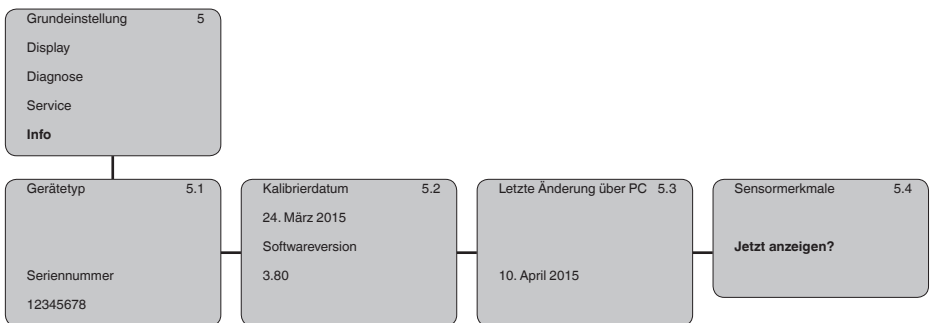 Grundeinstellung 5
Display
Diagnose
Service
Info
Gerätetyp 5.1
Seriennummer
12345678
Kalibrierdatum 5.2
24. März 2015
Softwareversion
3.80
Letzte Änderung über PC 5.3
10. April 2015
Sensormerkmale 5.4
Jetzt anzeigen?